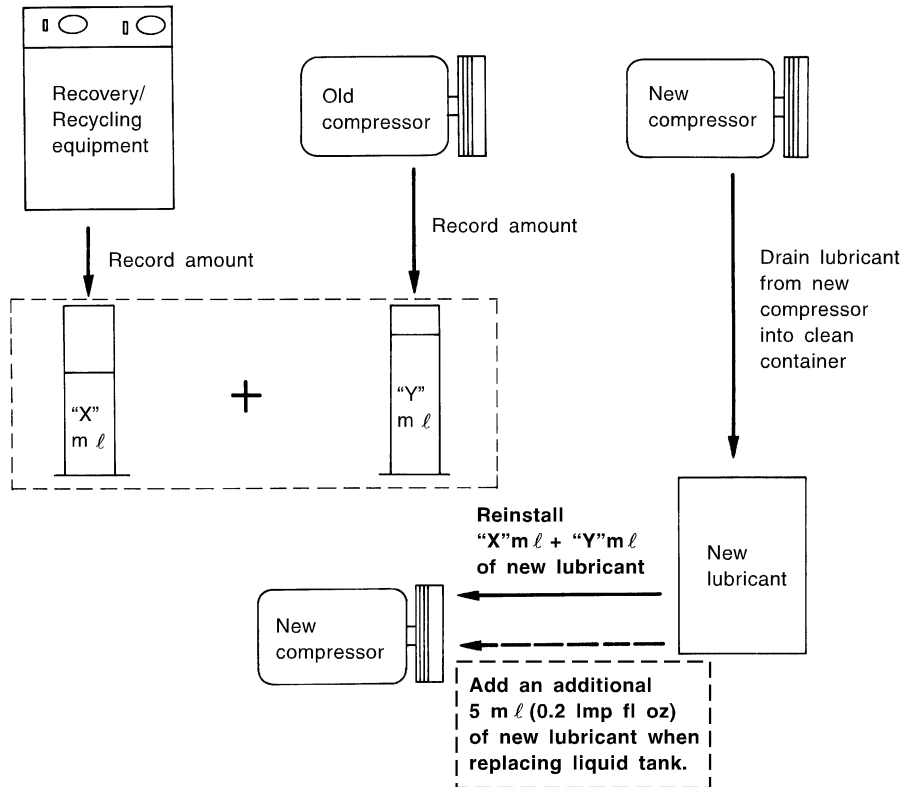 Recovery/
Recycling
equipment
Old
compressor
New
compressor
Record amount
Record amount
Drain lubricant
from new
compressor
into clean
container
“X”
m ℓ
+
“Y”
m ℓ
Reinstall
“X”m ℓ + “Y”m ℓ
of new lubricant
New
lubricant
New
compressor
Add an additional
5 m ℓ (0.2 Imp fl oz)
of new lubricant when
replacing liquid tank.